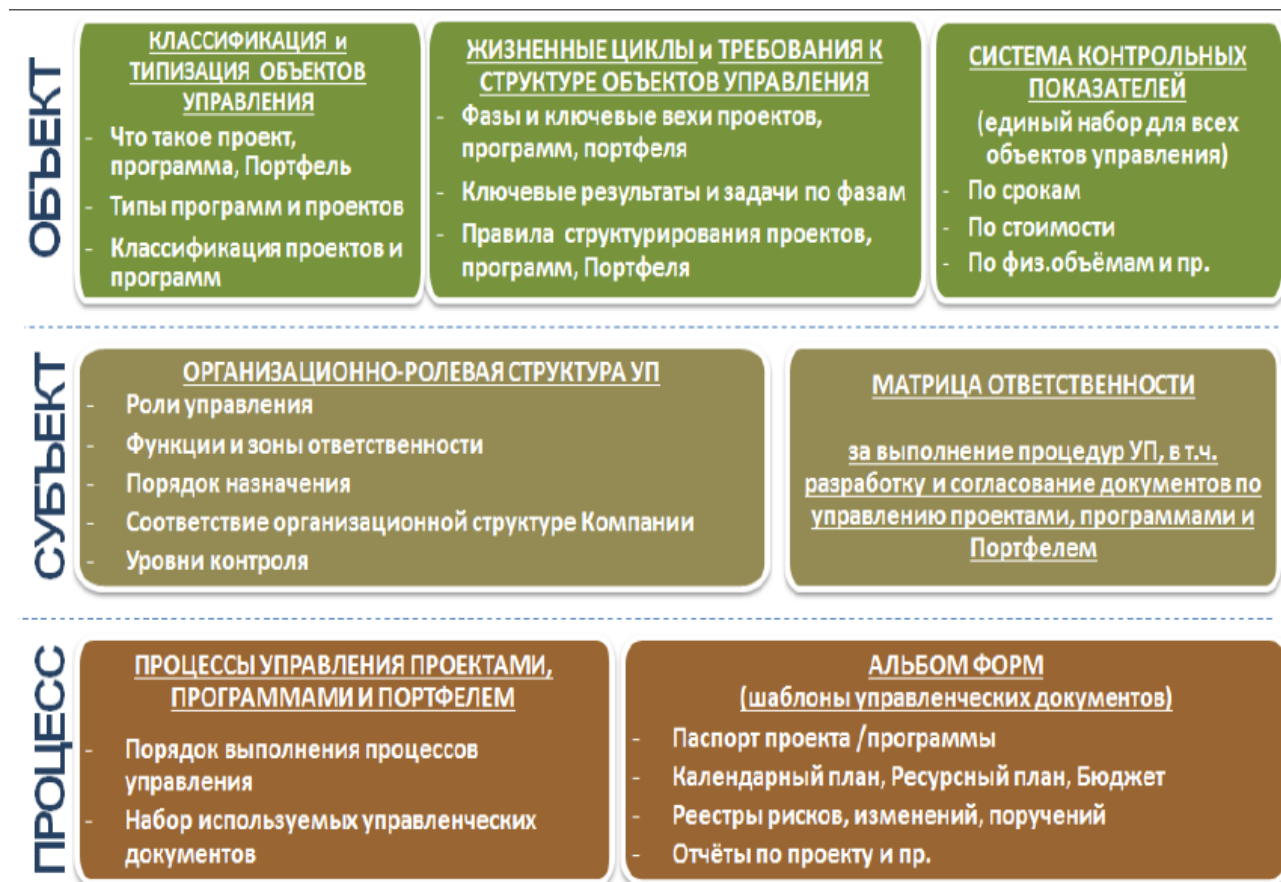 ОБЪЕКТ
КЛАССИФИКАЦИЯ и
ТИПИЗАЦИЯ ОБЪЕКТОВ
УПРАВЛЕНИЯ
- Что такое проект,
программа, Портфель
- Типы программ и проектов
- Классификация проектов и
программ
ЖИЗНЕННЫЕ ЦИКЛЫ и ТРЕБОВАНИЯ К
СТРУКТУРЕ ОБЪЕКТОВ УПРАВЛЕНИЯ
- Фазы и ключевые вехи проектов,
программ, портфеля
- Ключевые результаты и задачи по фазам
- Правила структурирования проектов,
программ, Портфеля
СИСТЕМА КОНТРОЛЬНЫХ
ПОКАЗАТЕЛЕЙ
(единый набор для всех
объектов управления)
- По срокам
- По стоимости
- По физ.объёмам и пр.
СУБЪЕКТ
ОРГАНИЗАЦИОННО-РОЛЕВАЯ СТРУКТУРА УП
- Роли управления
- Функции и зоны ответственности
- Порядок назначения
- Соответствие организационной структуре Компании
- Уровни контроля
МАТРИЦА ОТВЕТСТВЕННОСТИ
за выполнение процедур УП, в т.ч.
разработку и согласование документов по
управлению проектами, программами и
Портфелем
ПРОЦЕСС
ПРОЦЕССЫ УПРАВЛЕНИЯ ПРОЕКТАМИ,
ПРОГРАММАМИ И ПОРТФЕЛЕМ
- Порядок выполнения процессов
управления
- Набор используемых управленческих
документов
АЛЬБОМ ФОРМ
(шаблоны управленческих документов)
- Паспорт проекта /программы
- Календарный план, Ресурсный план, Бюджет
- Реестры рисков, изменений, поручений
- Отчёты по проекту и пр.